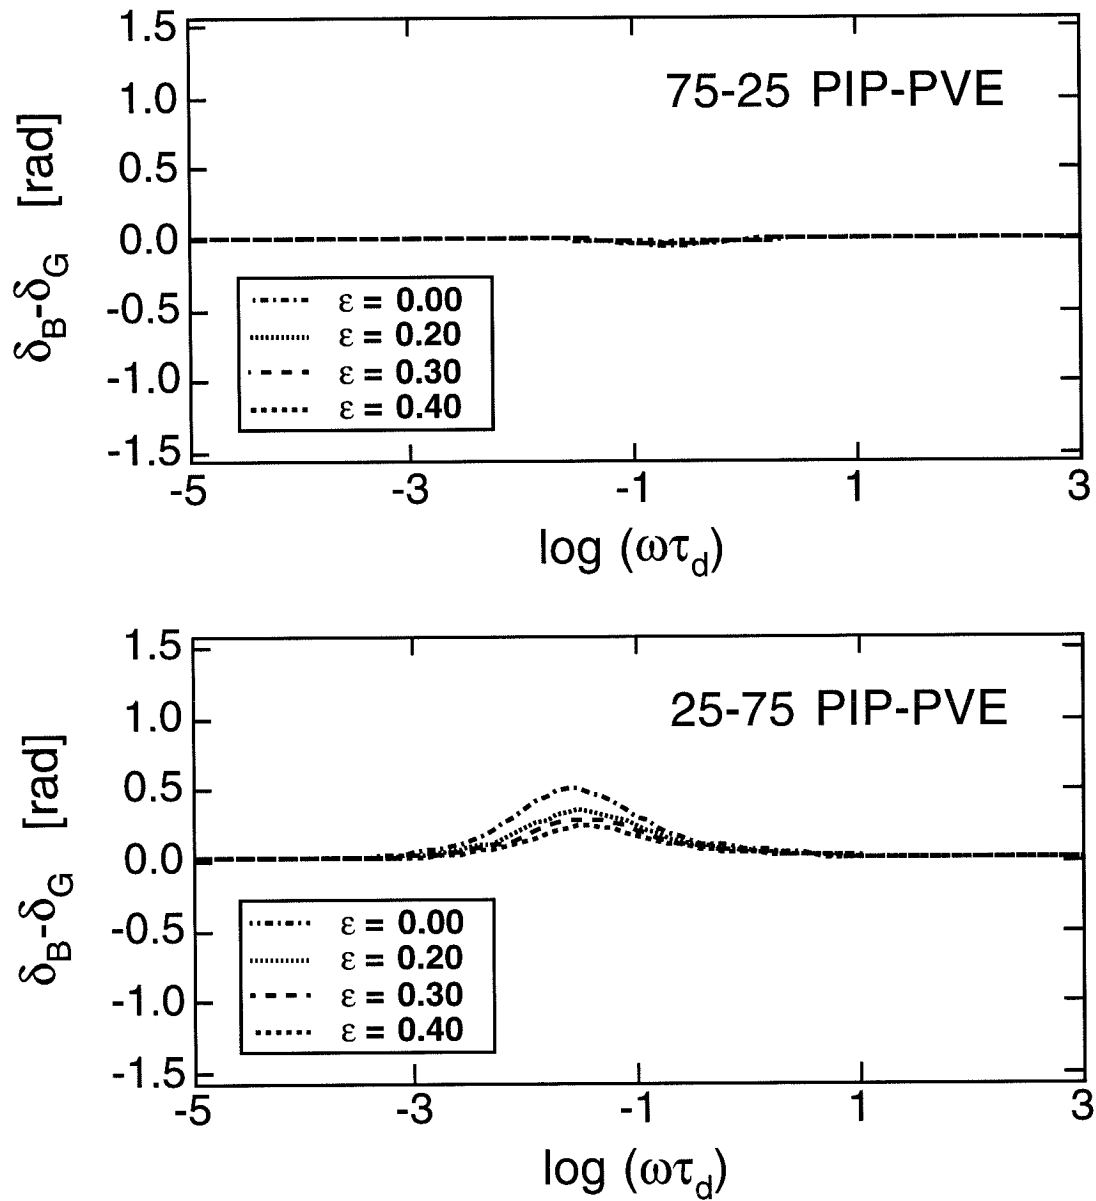 1.5
1.0
0.5
0.0
-0.5
-1.0
-1.5
δB-δG [rad]
75-25 PIP-PVE
ε = 0.00
ε = 0.20
ε = 0.30
ε = 0.40
-5 -3 -1 1 3
log (ωτd)
1.5
1.0
0.5
0.0
-0.5
-1.0
-1.5
δB-δG [rad]
25-75 PIP-PVE
ε = 0.00
ε = 0.20
ε = 0.30
ε = 0.40
-5 -3 -1 1 3
log (ωτd)